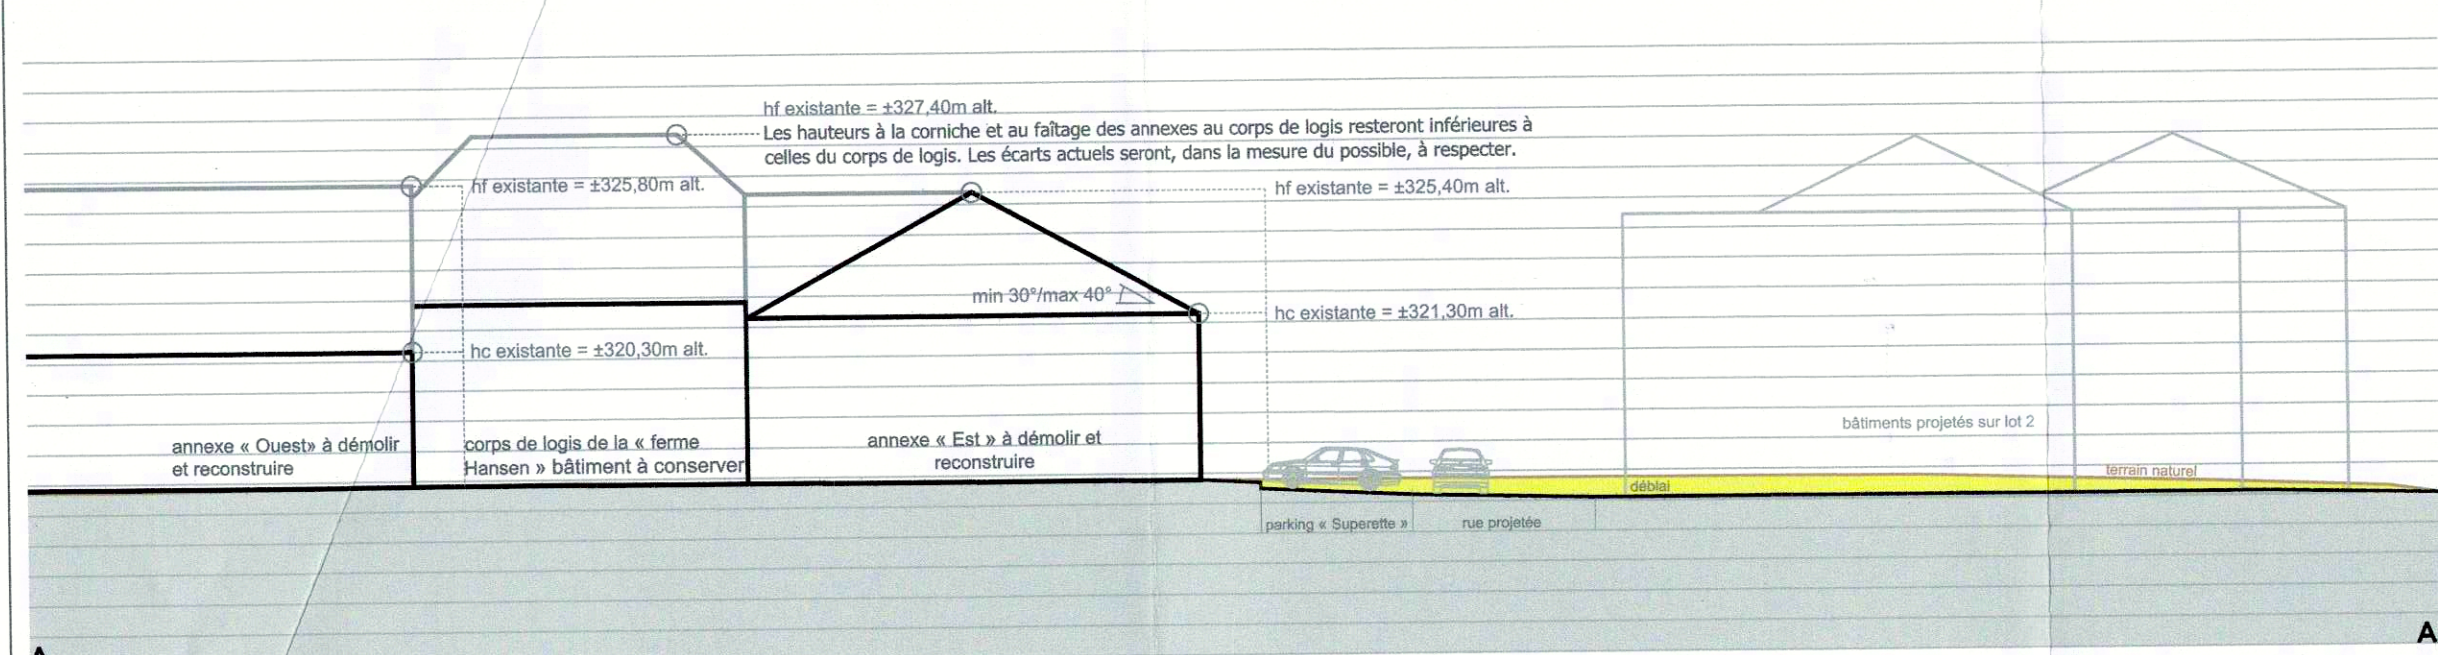 hf existante = ±327,40m alt.
Les hauteurs à la corniche et au faîtage des annexes au corps de logis resteront inférieures à
celles du corps de logis. Les écarts actuels seront, dans la mesure du possible, à respecter.
hf existante = ±325,80m alt.
hf existante = ±325,40m alt.
min 30°/max 40°
hc existante = ±321,30m alt.
hc existante = ±320,30m alt.
annexe « Ouest» à démolir
et reconstruire
corps de logis de la « ferme
Hansen » bâtiment à conserver
annexe « Est » à démolir et
reconstruire
bâtiments projetés sur lot 2
terrain naturel
déblai
parking « Superette »
rue projetée
A
A